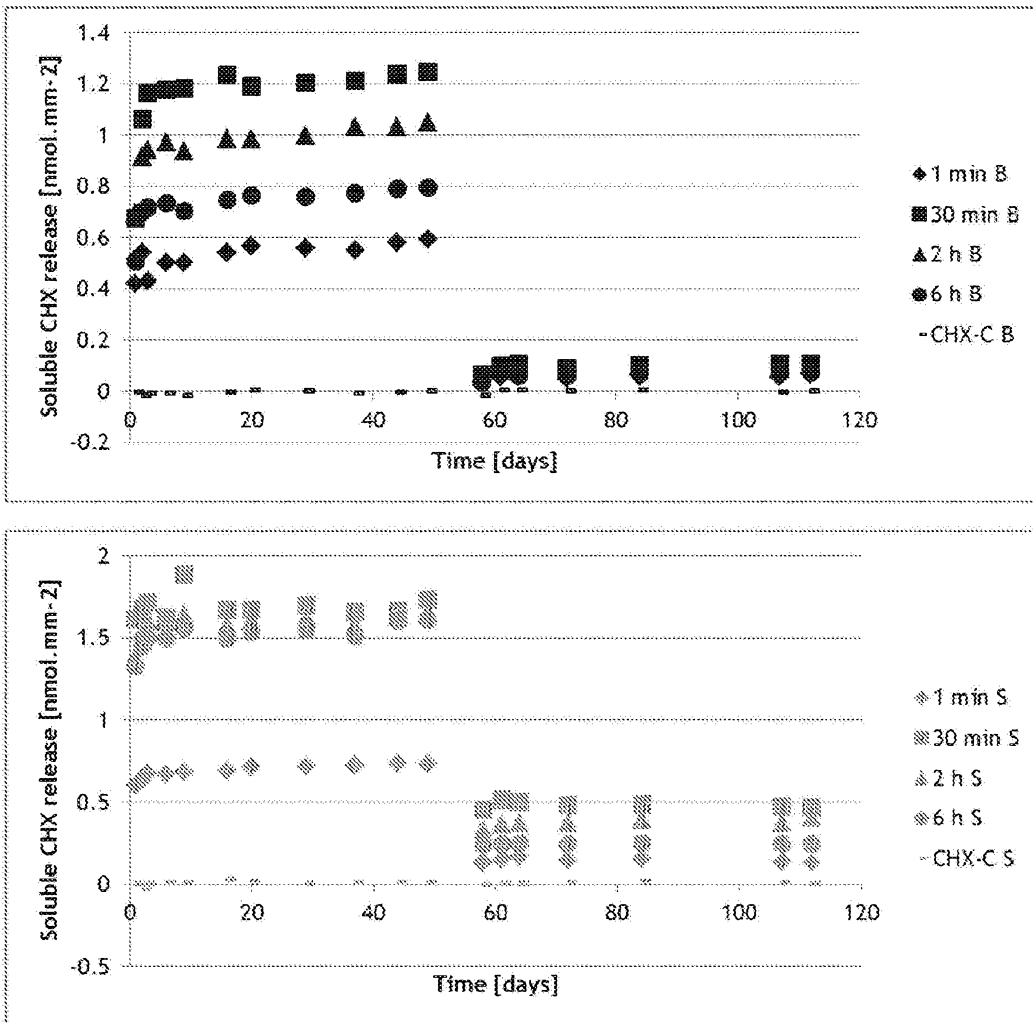 Soluble CHX release [nmol.mm-2]
1.4
1.2
1
0.8
0.6
0.4
0.2
0
-0.2
0
20
40
60
80
100
120
Time [days]
1 min B
30 min B
2 h B
6 h B
CHX-C B
Soluble CHX release [nmol.mm-2]
2
1.5
1
0.5
0
-0.5
0
20
40
60
80
100
120
Time [days]
1 min S
30 min S
2 h S
6 h S
CHX-C S